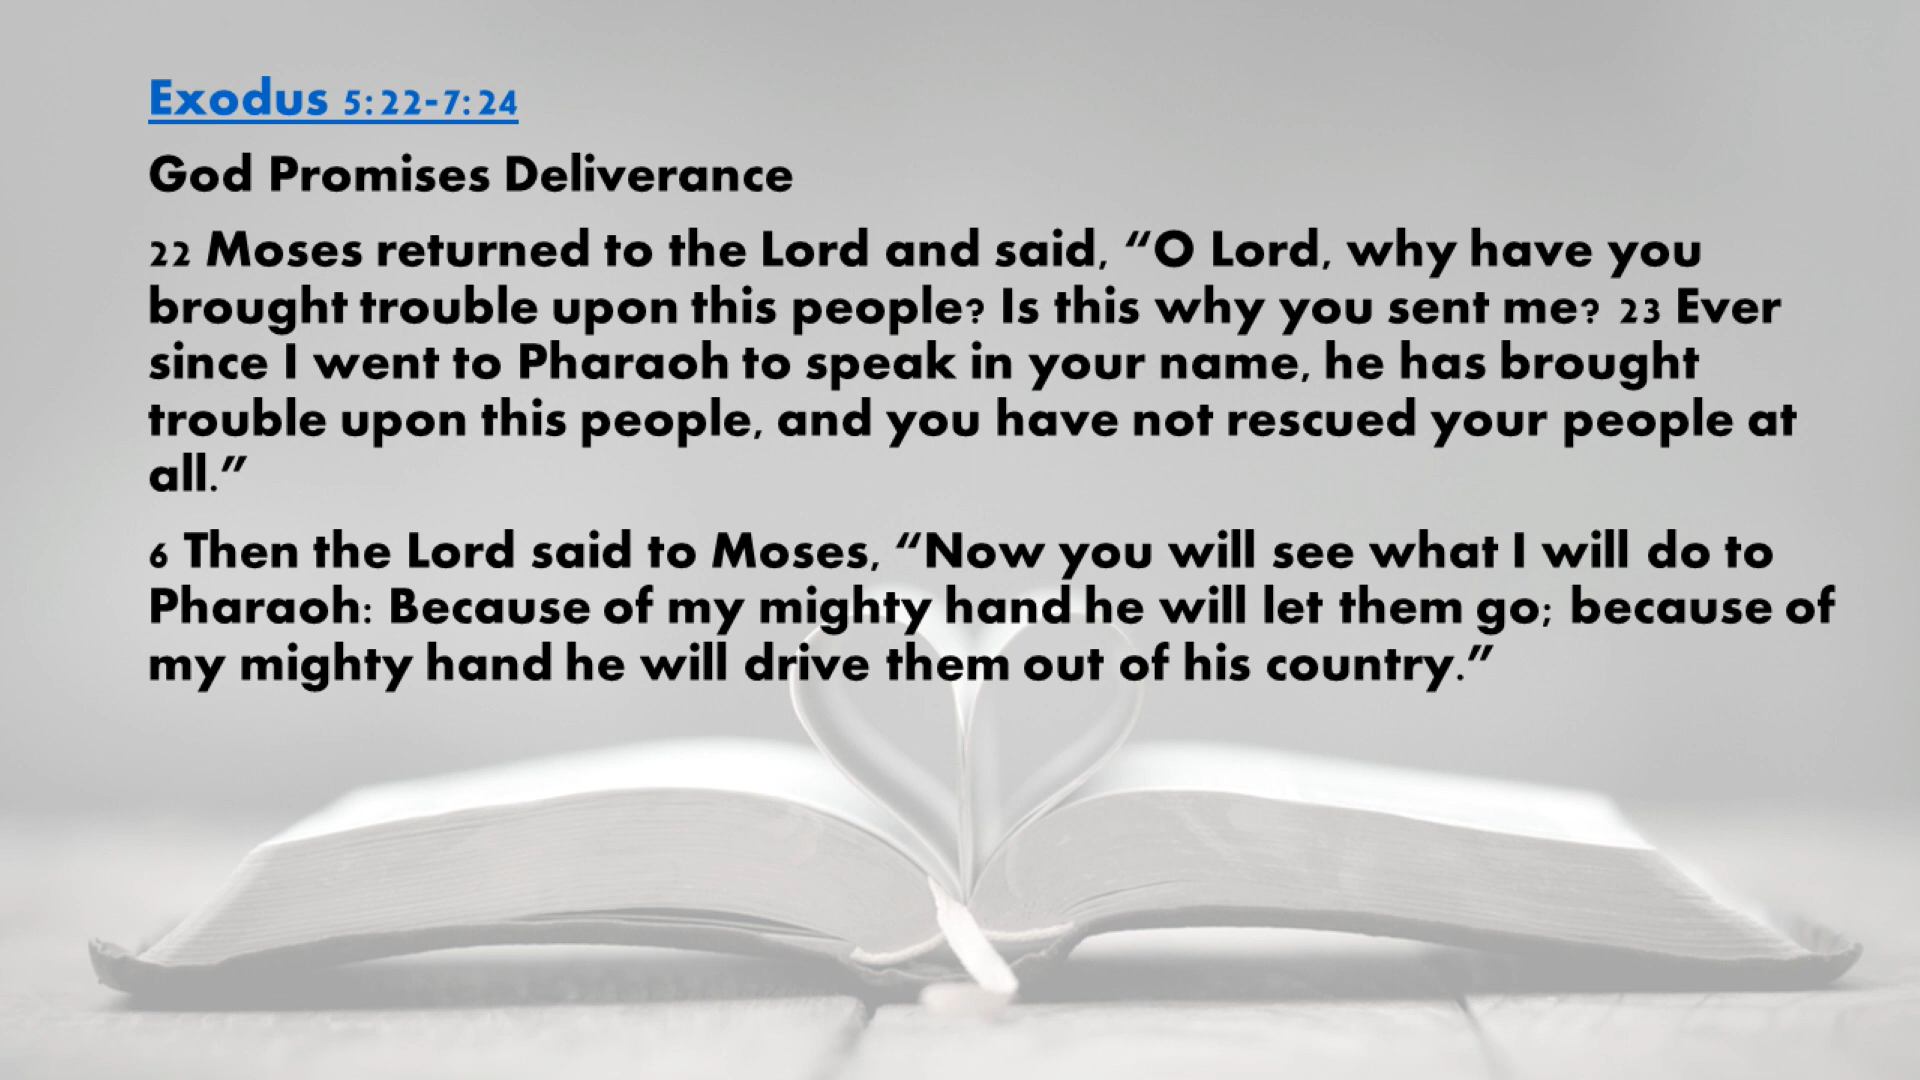 Exodus 5:22-7:24
God Promises Deliverance
22 Moses returned to the Lord and said, “O Lord, why have you
brought trouble upon this people? Is this why you sent me? 23 Ever
since I went to Pharaoh to speak in your name, he has brought
trouble upon this people, and you have not rescued your people at
all.”
6 Then the Lord said to Moses, “Now you will see what I will do to
Pharaoh: Because of my mighty hand he will let them go; because of
my mighty hand he will drive them out of his country.”